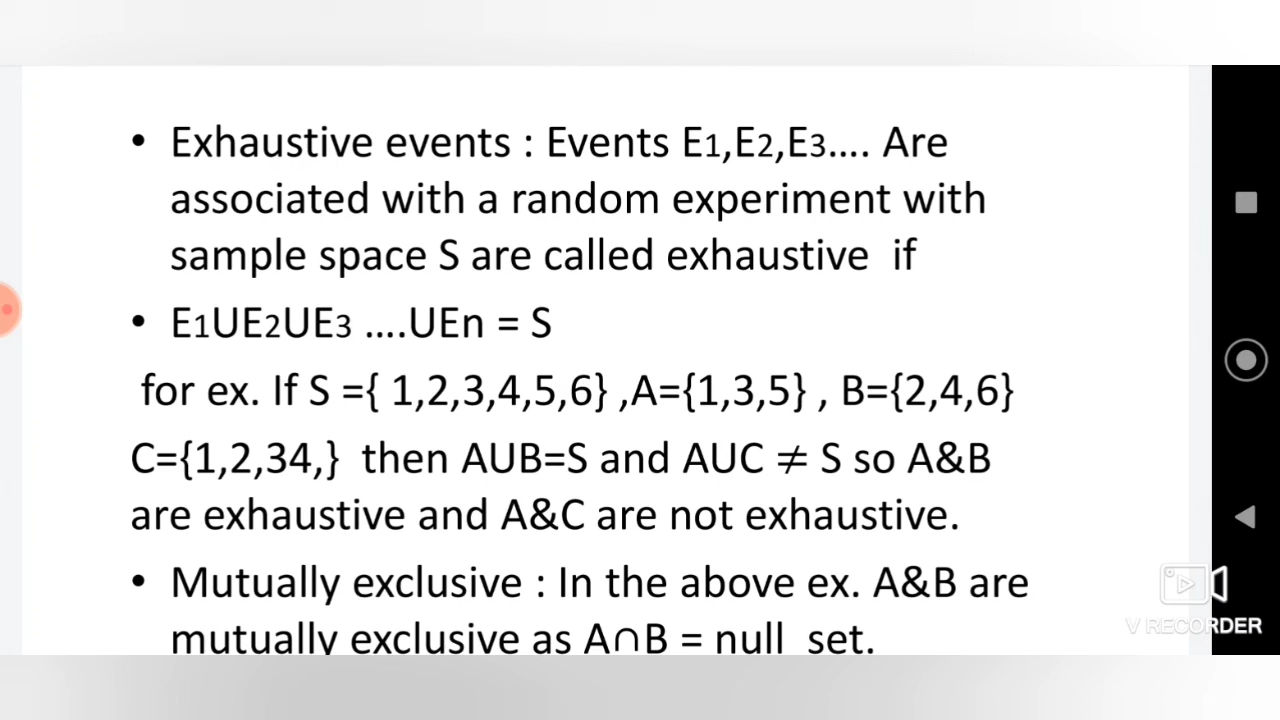 • Exhaustive events : Events E1,E2,E3.... Are
associated with a random experiment with
sample space S are called exhaustive if
• E1UE2UE3 ....UEn = S
for ex. If S ={ 1,2,3,4,5,6} ,A={1,3,5} , B={2,4,6}
C={1,2,34,} then AUB=S and AUC ≠ S so A&B
are exhaustive and A&C are not exhaustive.
• Mutually exclusive : In the above ex. A&B are
mutually exclusive as A∩B = null set.
V RECORDER